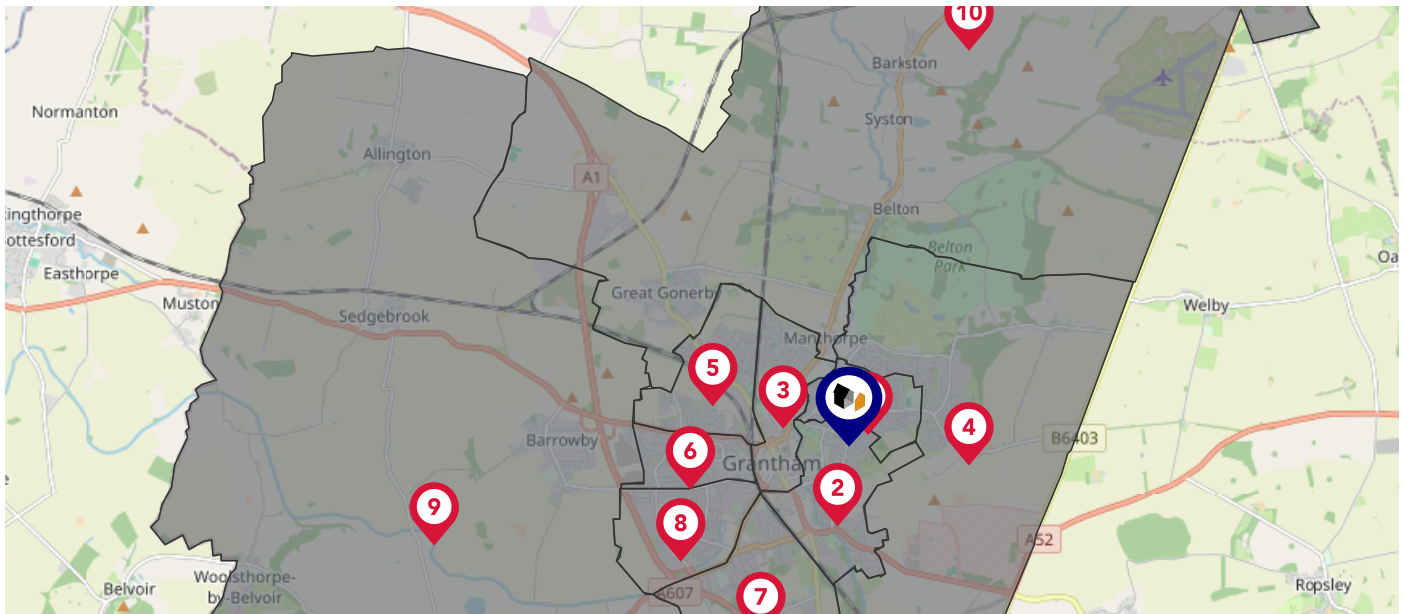 10
Barkston
Normanton
Syston
Allington
A1
ingthorpe
Belton
ottesford
Belton
Park
Oa
Easthorpe
Great Gonerby
Muston
Welby
Sedgebrook
Manthorpe
5
3
4
B6403
Barrowby
6
Grantham
2
9
8
A52
Woolsthorpe-
by-Belvoir
Belvoir
A607
7
Ropsley